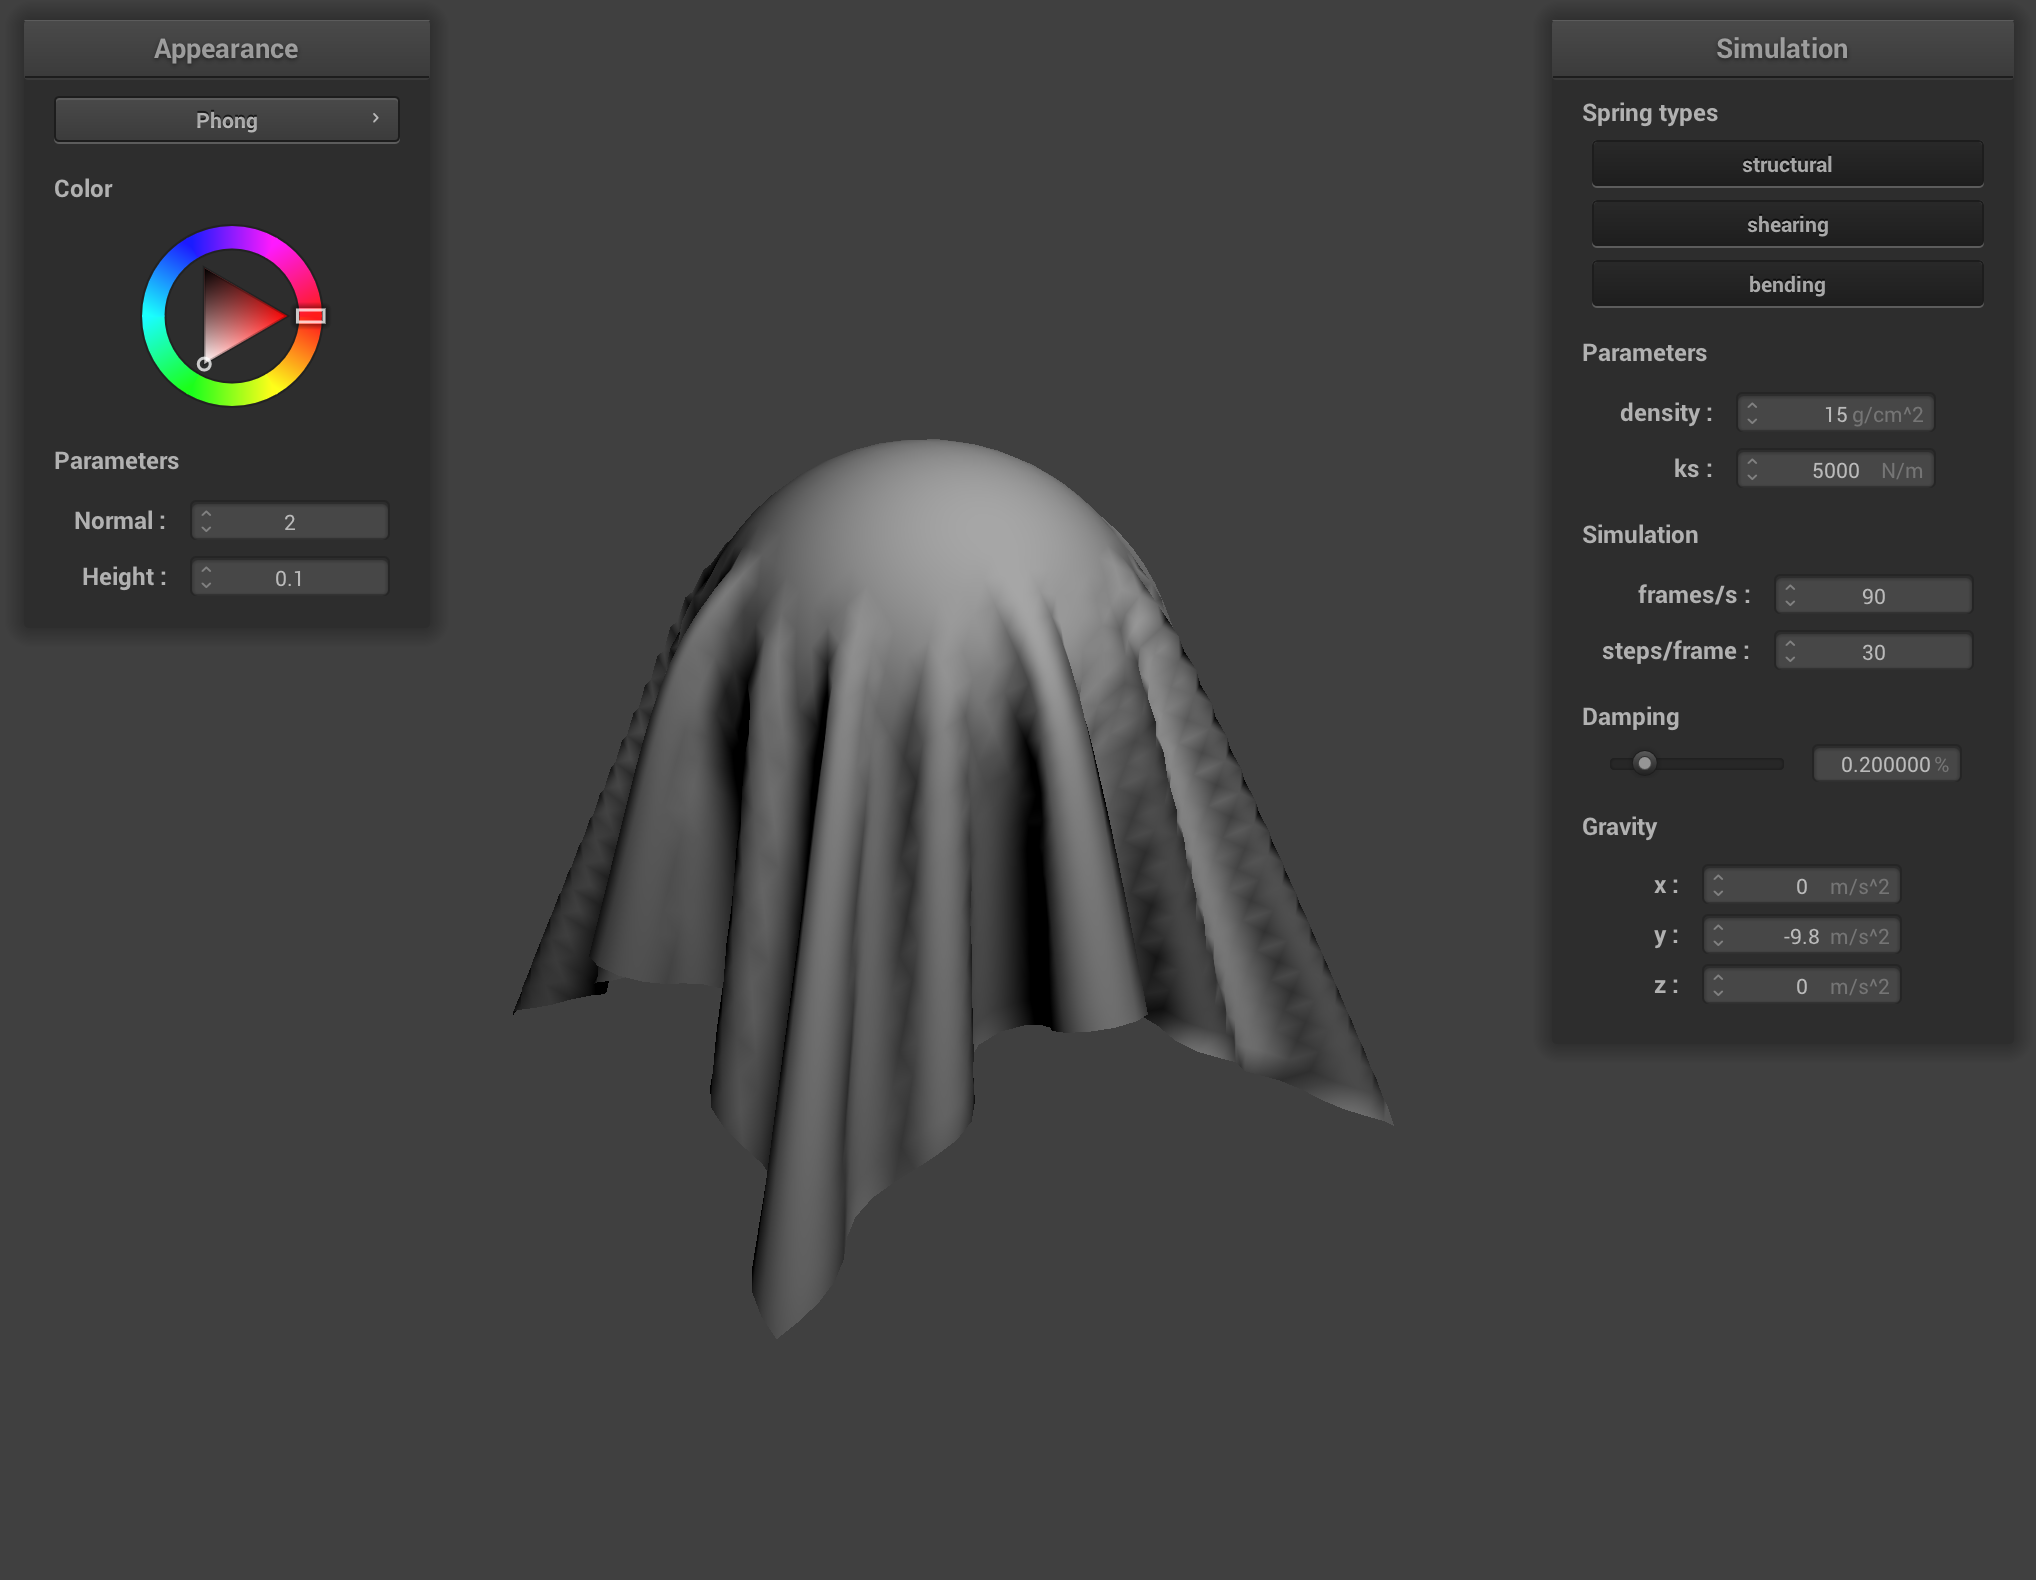 Appearance
Phong
Color
Parameters
Normal : 2
Height : 0.1
Simulation
Spring types
structural
shearing
bending
Parameters
density : 15 g/cm^2
ks : 5000 N/m
Simulation
frames/s : 90
steps/frame : 30
Damping
0.200000 %
Gravity
x : 0 m/s^2
y : -9.8 m/s^2
z : 0 m/s^2